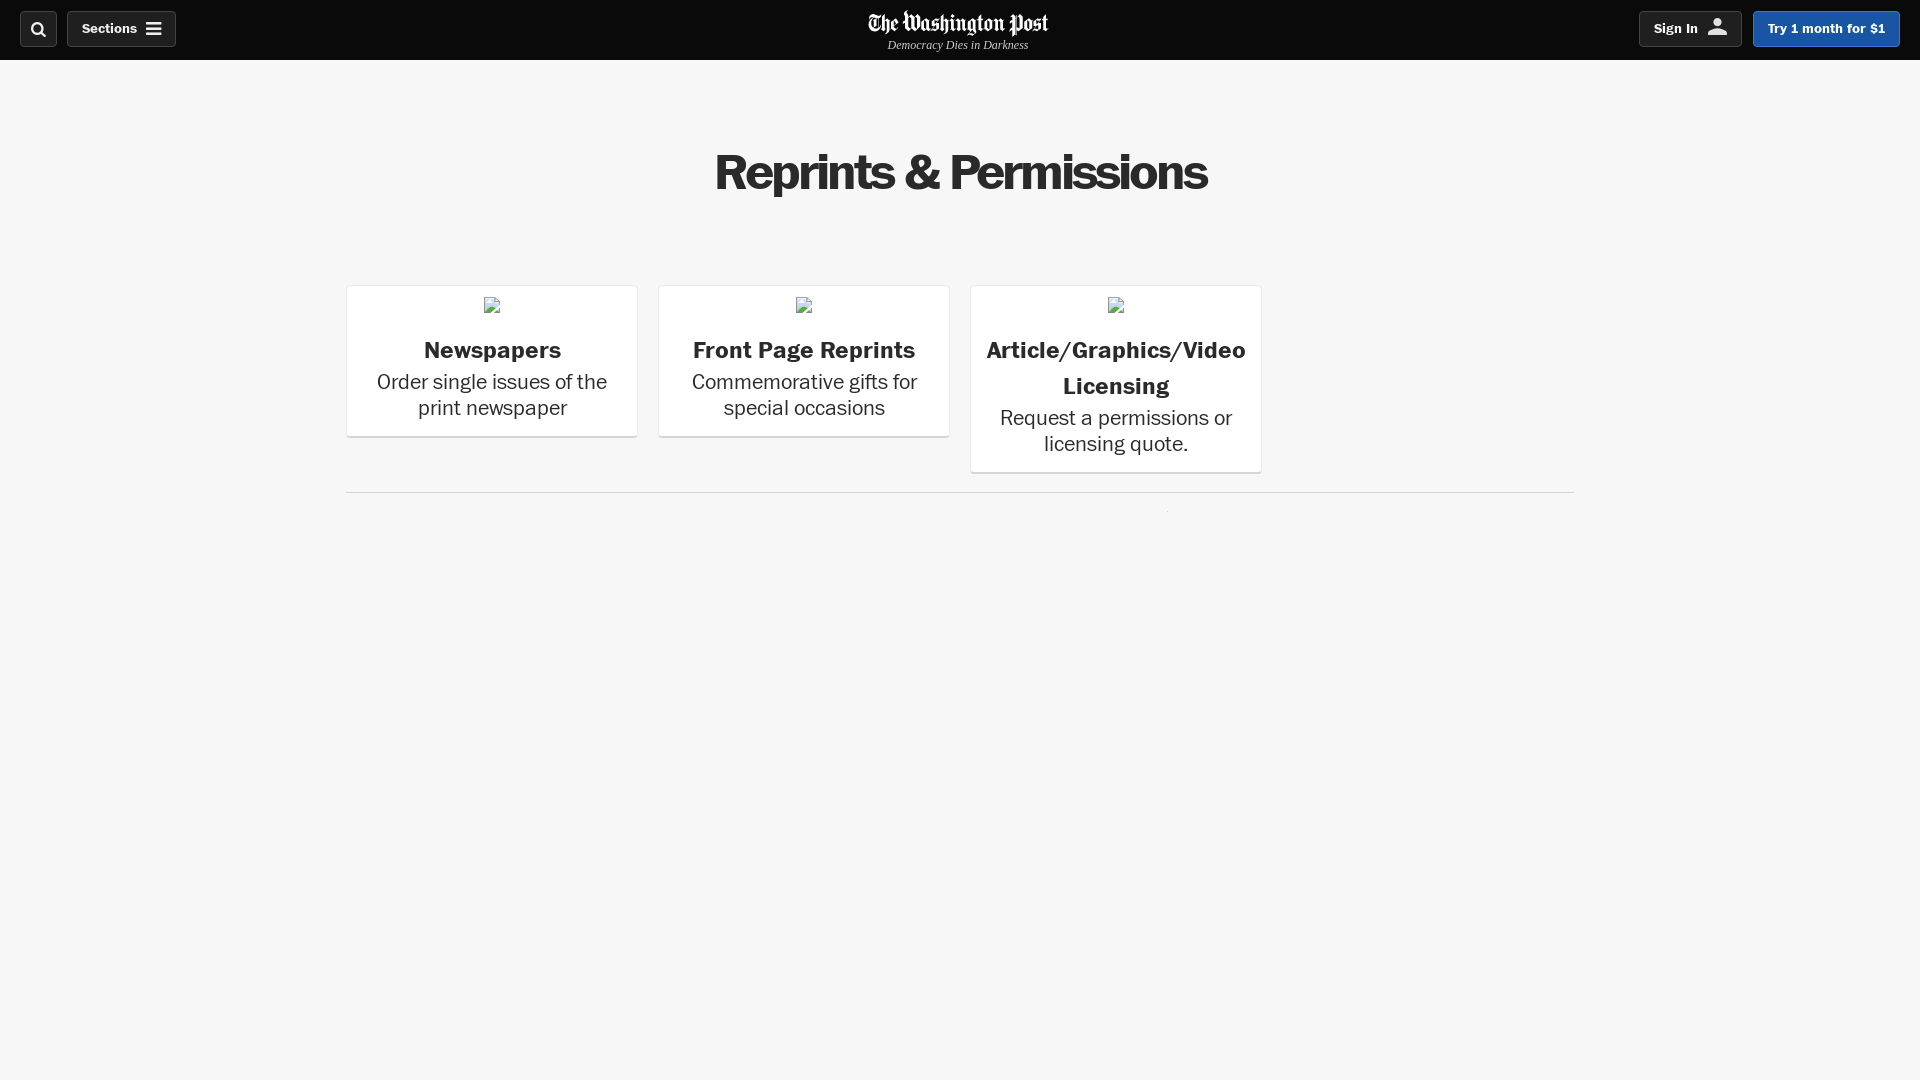 Sections
The Washington Post
Democracy Dies in Darkness
Sign In
Try 1 month for $1
Reprints & Permissions
Newspapers
Order single issues of the
print newspaper
Front Page Reprints
Commemorative gifts for
special occasions
Article/Graphics/Video
Licensing
Request a permissions or
licensing quote.